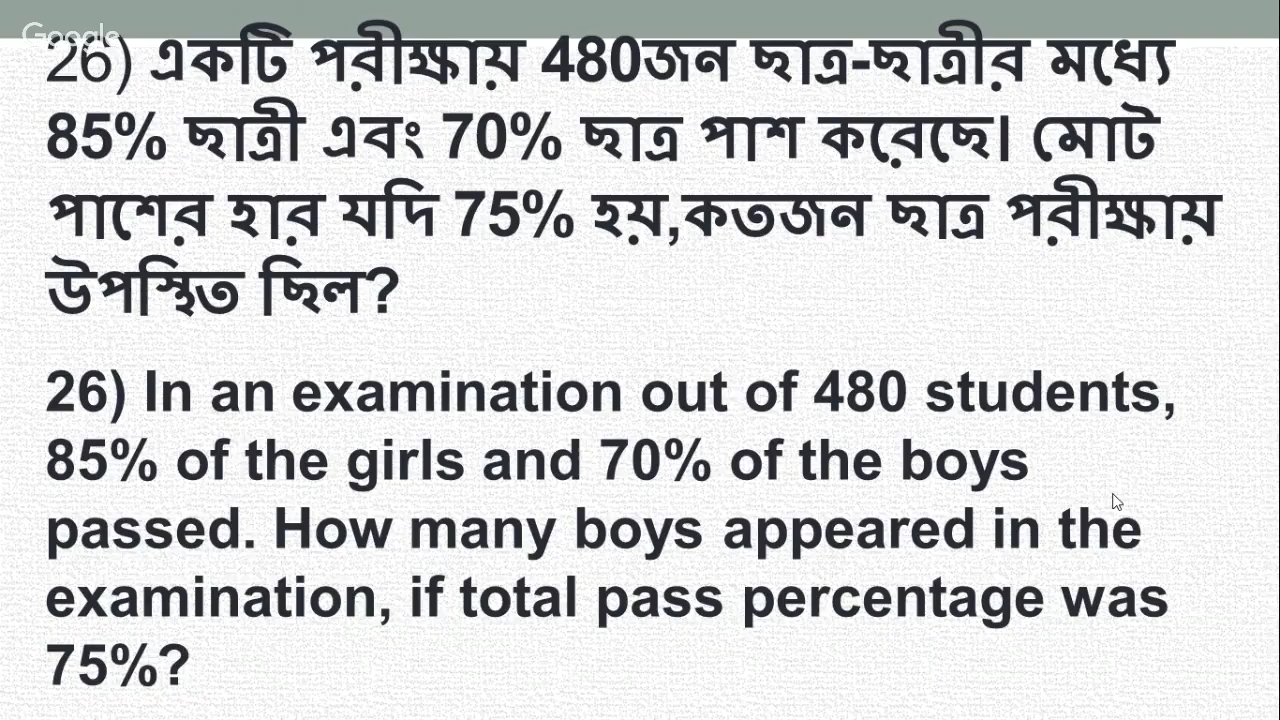 Google
26) একটি পরীক্ষায় 480জন ছাত্র-ছাত্রীর মধ্যে
85% ছাত্রী এবং 70% ছাত্র পাশ করেছে। মোট
পাশের হার যদি 75% হয়,কতজন ছাত্র পরীক্ষায়
উপস্থিত ছিল?
26) In an examination out of 480 students,
85% of the girls and 70% of the boys
passed. How many boys appeared in the
examination, if total pass percentage was
75%?